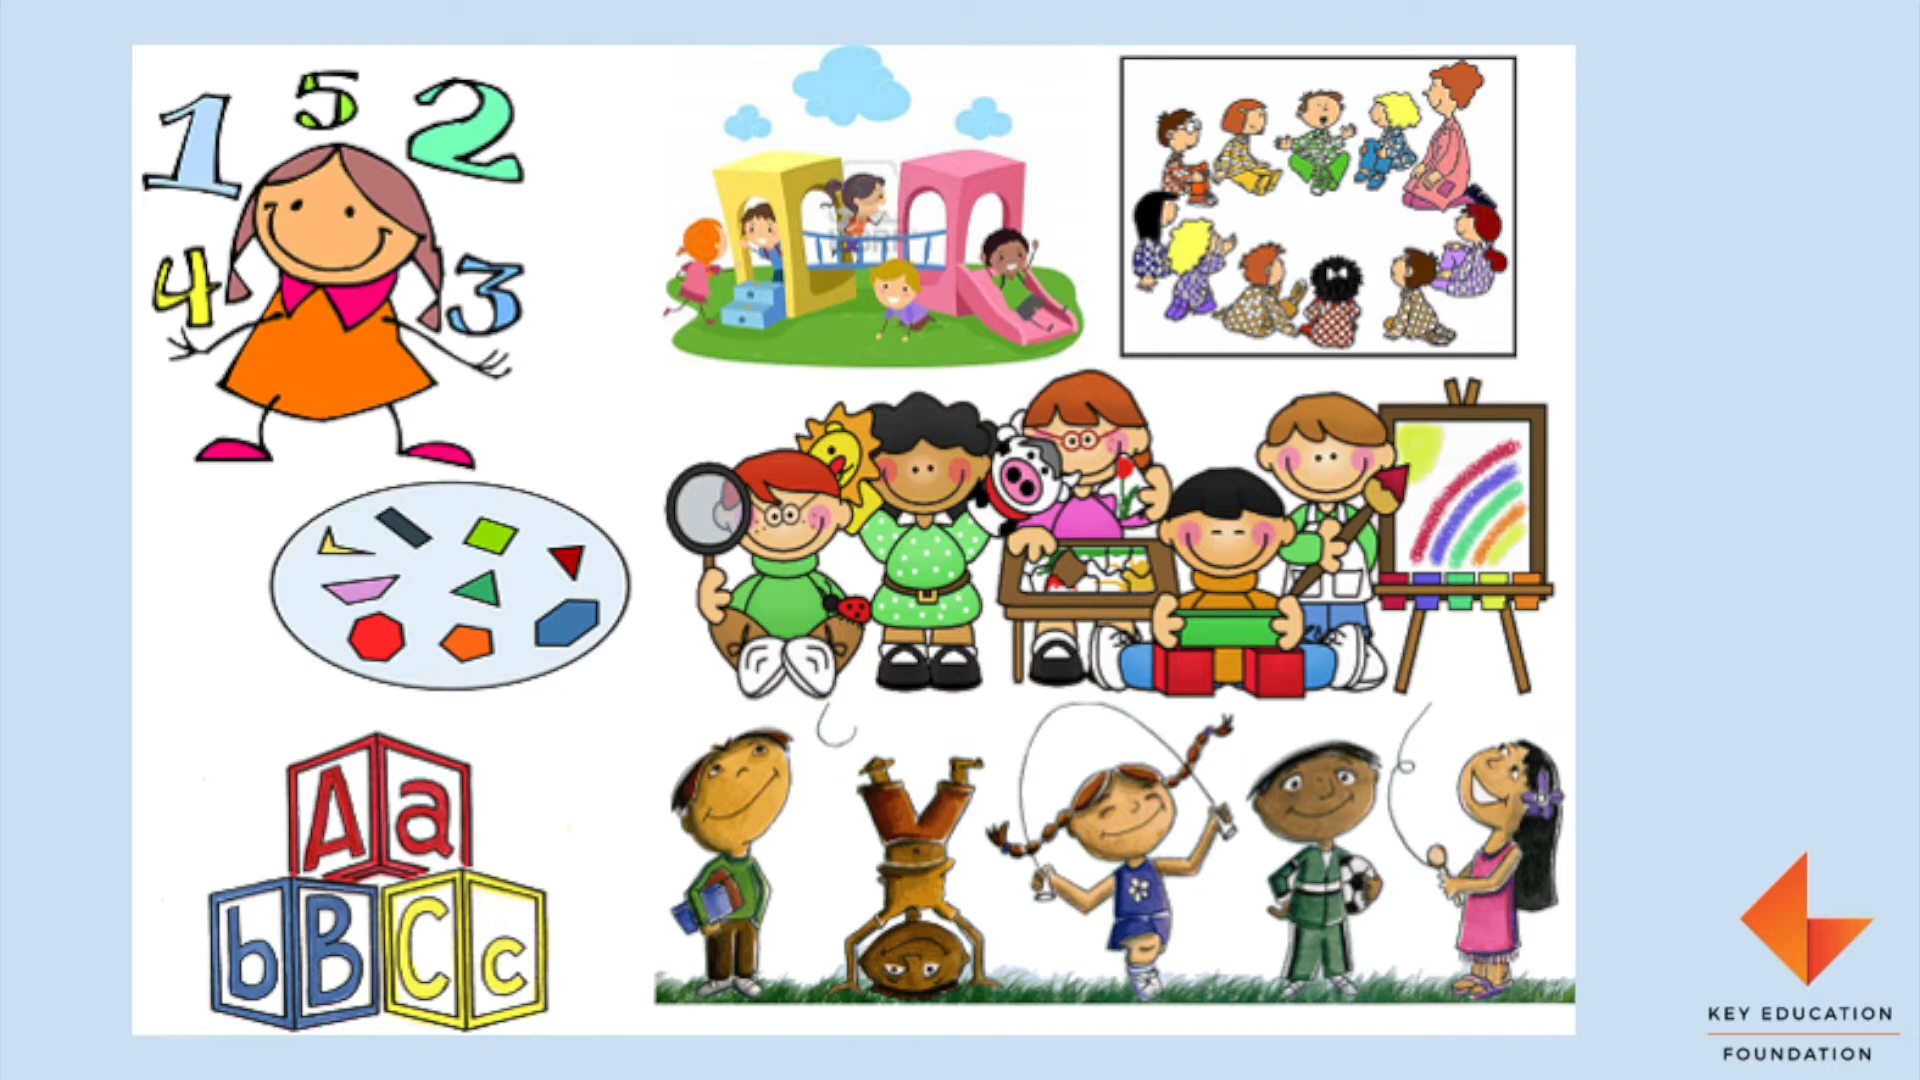 1 5 2
4 3
A a
b B C c
KEY EDUCATION
FOUNDATION